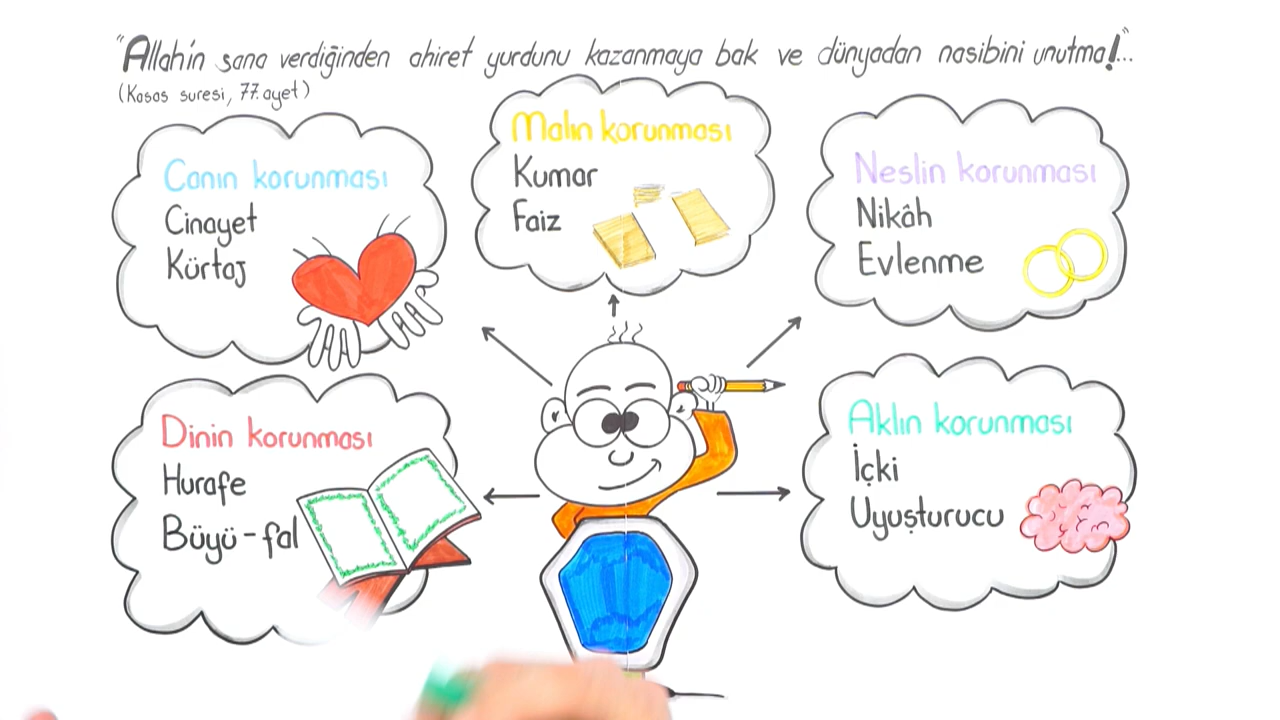 "Allah'ın sana verdiğinden ahiret yurdunu kazanmaya bak ve dünyadan nasibini unutma!..."
(Kasas suresi, 77. ayet)
Canın korunması
Cinayet
Kürtaj
Malın korunması
Kumar
Faiz
Neslin korunması
Nikâh
Evlenme
Dinin korunması
Hurafe
Büyü-fal
Aklın korunması
İçki
Uyuşturucu